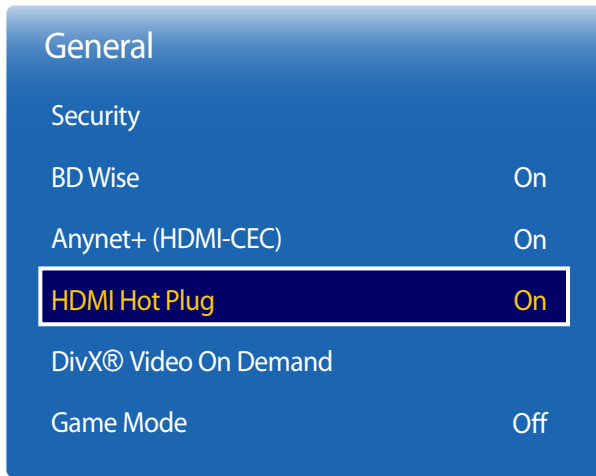 General
Security
BD Wise On
Anynet+ (HDMI-CEC) On
HDMI Hot Plug On
DivX® Video On Demand
Game Mode Off